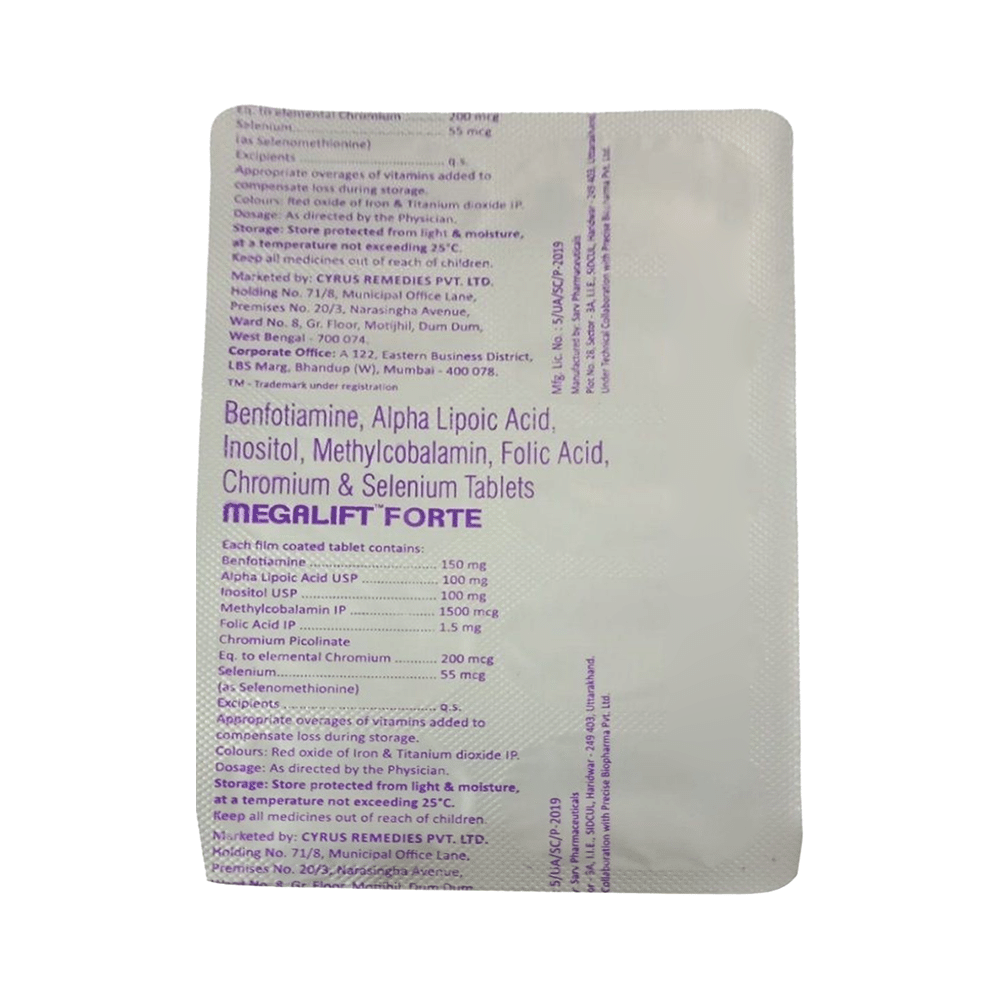 Eq. to elemental Chromium .......... 200 mcg
Selenium.......................................... 55 mcg
(as Selenomethionine)
Excipients ........................................ q.s.
Appropriate overages of vitamins added to
compensate loss during storage.
Colours: Red oxide of Iron & Titanium dioxide IP.
Dosage: As directed by the Physician.
Storage: Store protected from light & moisture,
at a temperature not exceeding 25°C.
Keep all medicines out of reach of children.
Marketed by: CYRUS REMEDIES PVT. LTD.
Holding No. 71/8, Municipal Office Lane,
Premises No. 20/3, Narasingha Avenue,
Ward No. 8, Gr. Floor, Motijhil, Dum Dum,
West Bengal - 700 074.
Corporate Office: A 122, Eastern Business District,
LBS Marg, Bhandup (W), Mumbai - 400 078.
TM - Trademark under registration
Mfg. Lic. No. : 5/UA/SC/P-2019
Manufactured by: Sarv Pharmaceuticals
Plot No. 28, Sector - 3A, I.I.E., SIDCUL, Haridwar - 249 403, Uttarakhand.
Under Technical Collaboration with Precise Biopharma Pvt. Ltd.
Benfotiamine, Alpha Lipoic Acid,
Inositol, Methylcobalamin, Folic Acid,
Chromium & Selenium Tablets
MEGALIFT™ FORTE
Each film coated tablet contains:
Benfotiamine ................................ 150 mg
Alpha Lipoic Acid USP ................... 100 mg
Inositol USP .................................. 100 mg
Methylcobalamin IP ..................... 1500 mcg
Folic Acid IP .................................. 1.5 mg
Chromium Picolinate
Eq. to elemental Chromium ........... 200 mcg
Selenium........................................ 55 mcg
(as Selenomethionine)
Excipients ...................................... q.s.
Appropriate overages of vitamins added to
compensate loss during storage.
Colours: Red oxide of Iron & Titanium dioxide IP.
Dosage: As directed by the Physician.
Storage: Store protected from light & moisture,
at a temperature not exceeding 25°C.
Keep all medicines out of reach of children.
Marketed by: CYRUS REMEDIES PVT. LTD.
Holding No. 71/8, Municipal Office Lane,
Premises No. 20/3, Narasingha Avenue,
No. 8, Gr. Floor, Motijhil, Dum Dum,
5/UA/SC/P-2019
Sarv Pharmaceuticals
3A, I.I.E., SIDCUL, Haridwar - 249 403, Uttarakhand.
Collaboration with Precise Biopharma Pvt. Ltd.